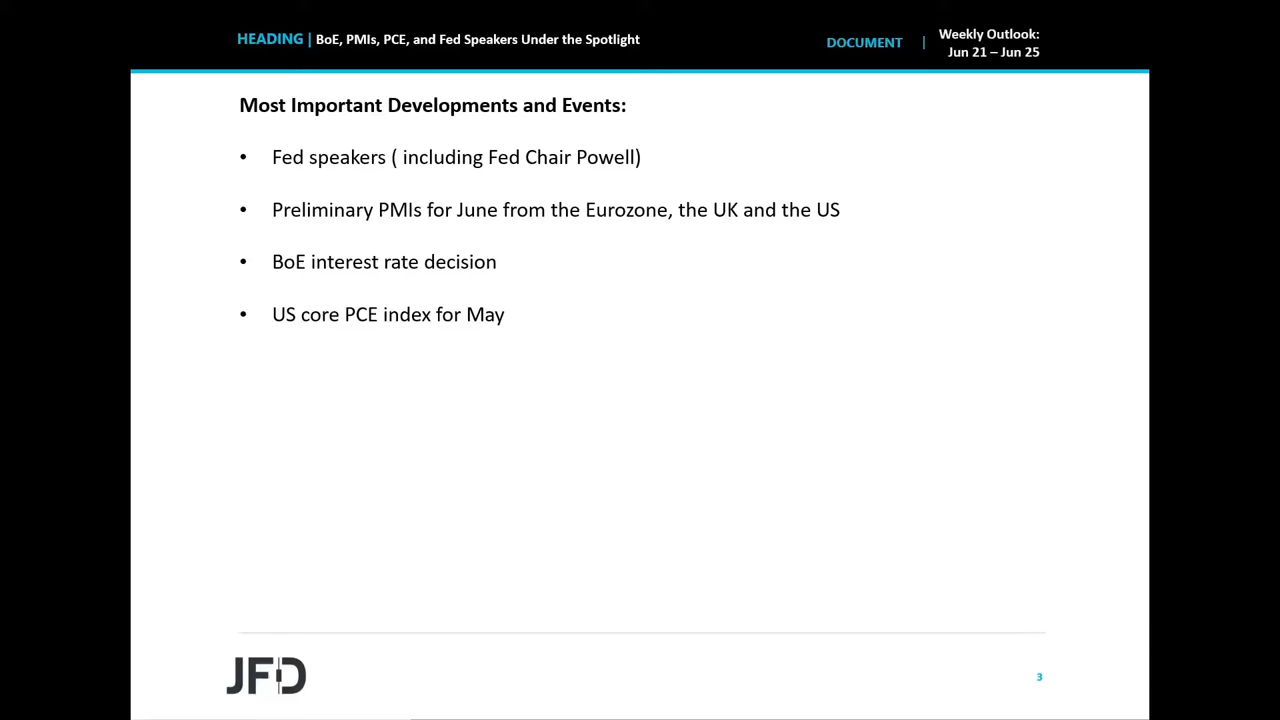 HEADING | BoE, PMIs, PCE, and Fed Speakers Under the Spotlight
DOCUMENT | Weekly Outlook:
Jun 21 – Jun 25
Most Important Developments and Events:
• Fed speakers ( including Fed Chair Powell)
• Preliminary PMIs for June from the Eurozone, the UK and the US
• BoE interest rate decision
• US core PCE index for May
JFD
3